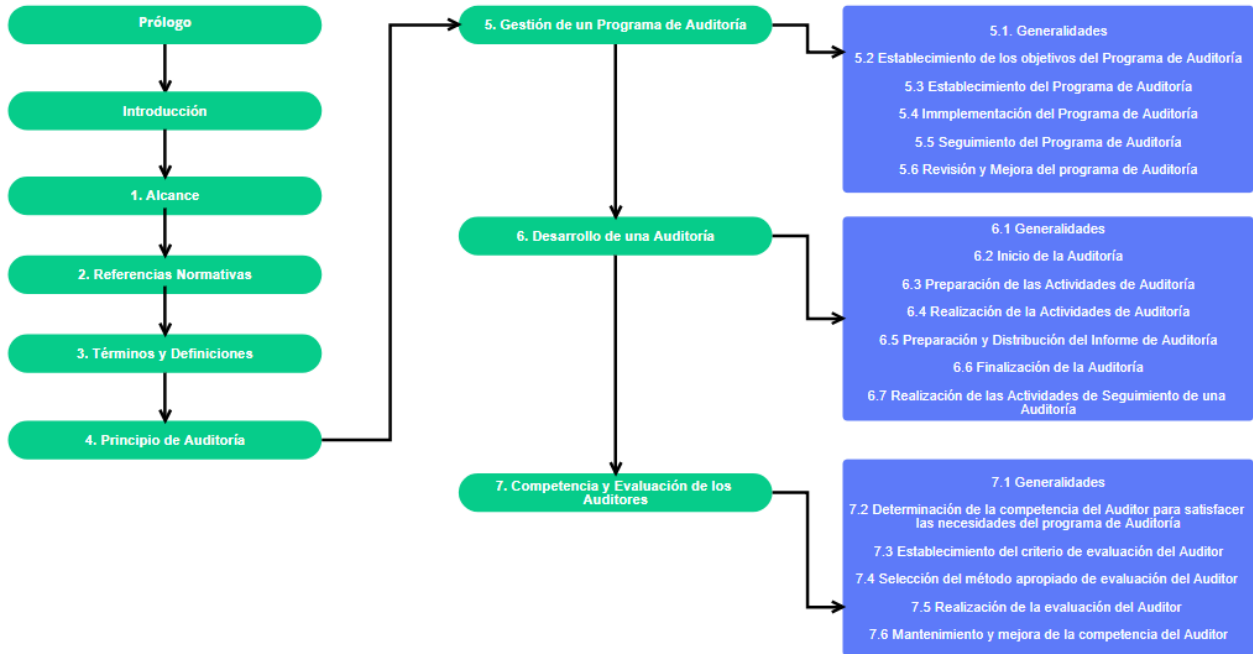 Prólogo
Introducción
1. Alcance
2. Referencias Normativas
3. Términos y Definiciones
4. Principio de Auditoría
5. Gestión de un Programa de Auditoría
5.1. Generalidades
5.2 Establecimiento de los objetivos del Programa de Auditoría
5.3 Establecimiento del Programa de Auditoría
5.4 Immplementación del Programa de Auditoría
5.5 Seguimiento del Programa de Auditoría
5.6 Revisión y Mejora del programa de Auditoría
6. Desarrollo de una Auditoría
6.1 Generalidades
6.2 Inicio de la Auditoría
6.3 Preparación de las Actividades de Auditoría
6.4 Realización de la Actividades de Auditoría
6.5 Preparación y Distribución del Informe de Auditoría
6.6 Finalización de la Auditoría
6.7 Realización de las Actividades de Seguimiento de una
Auditoría
7. Competencia y Evaluación de los
Auditores
7.1 Generalidades
7.2 Determinación de la competencia del Auditor para satisfacer
las necesidades del programa de Auditoría
7.3 Establecimiento del criterio de evaluación del Auditor
7.4 Selección del método apropiado de evaluación del Auditor
7.5 Realización de la evaluación del Auditor
7.6 Mantenimiento y mejora de la competencia del Auditor